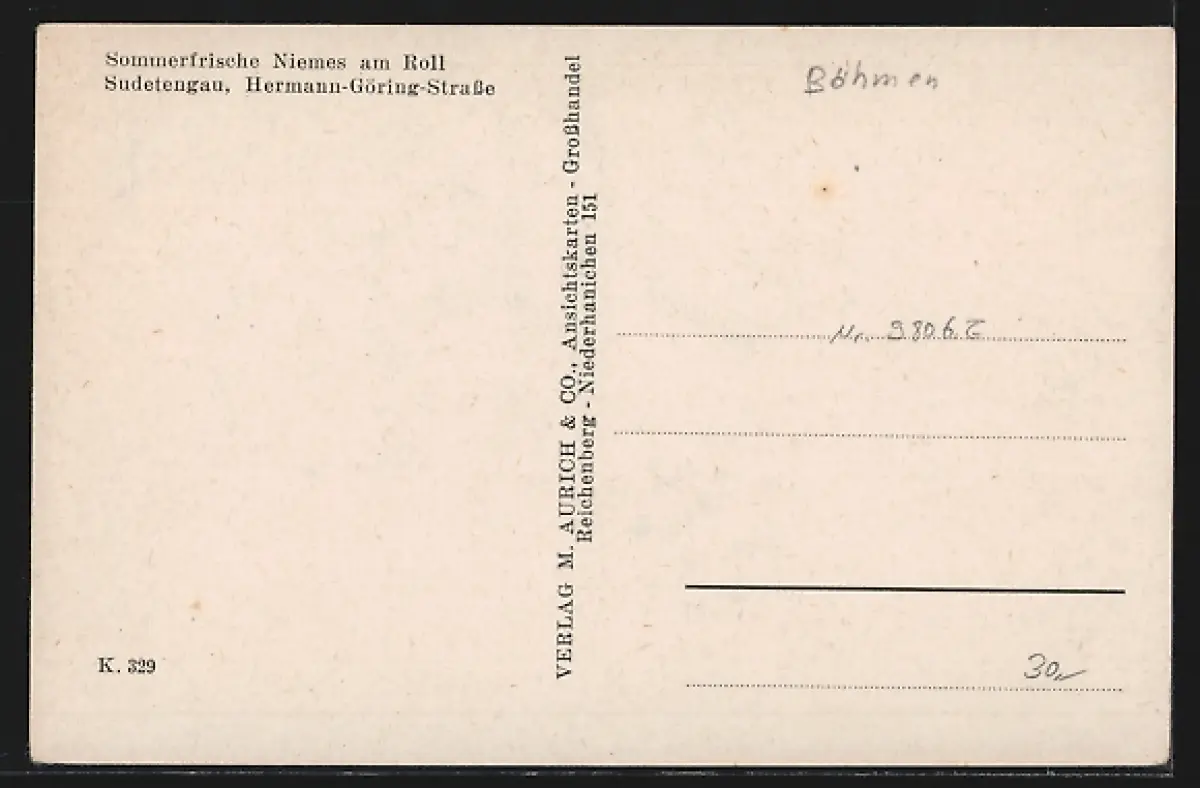 Sommerfrische Niemes am Roll
Sudetengau, Hermann-Göring-Straße
K. 329
VERLAG M. AURICH & CO., Ansichtskarten - Großhandel
Reichenberg - Niederhanichen 151
Böhmen
Nr.
30,-